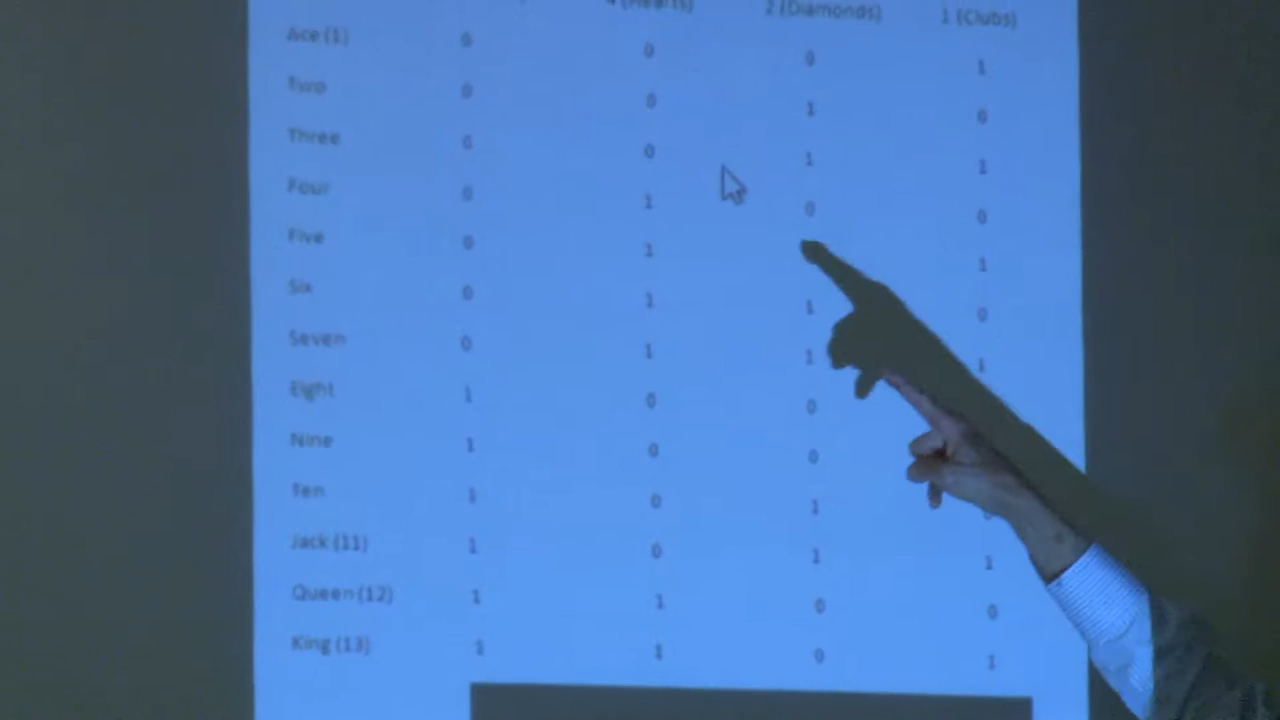 4 (Hearts) 2 (Diamonds) 1 (Clubs)
Ace (1) 0 0 0 1
Two 0 0 1 0
Three 0 0 1 1
Four 0 1 0 0
Five 0 1 1
Six 0 1 1 0
Seven 0 1 1 1
Eight 1 0 0
Nine 1 0 0
Ten 1 0 1
Jack (11) 1 0 1 1
Queen (12) 1 1 0 0
King (13) 1 1 0 1